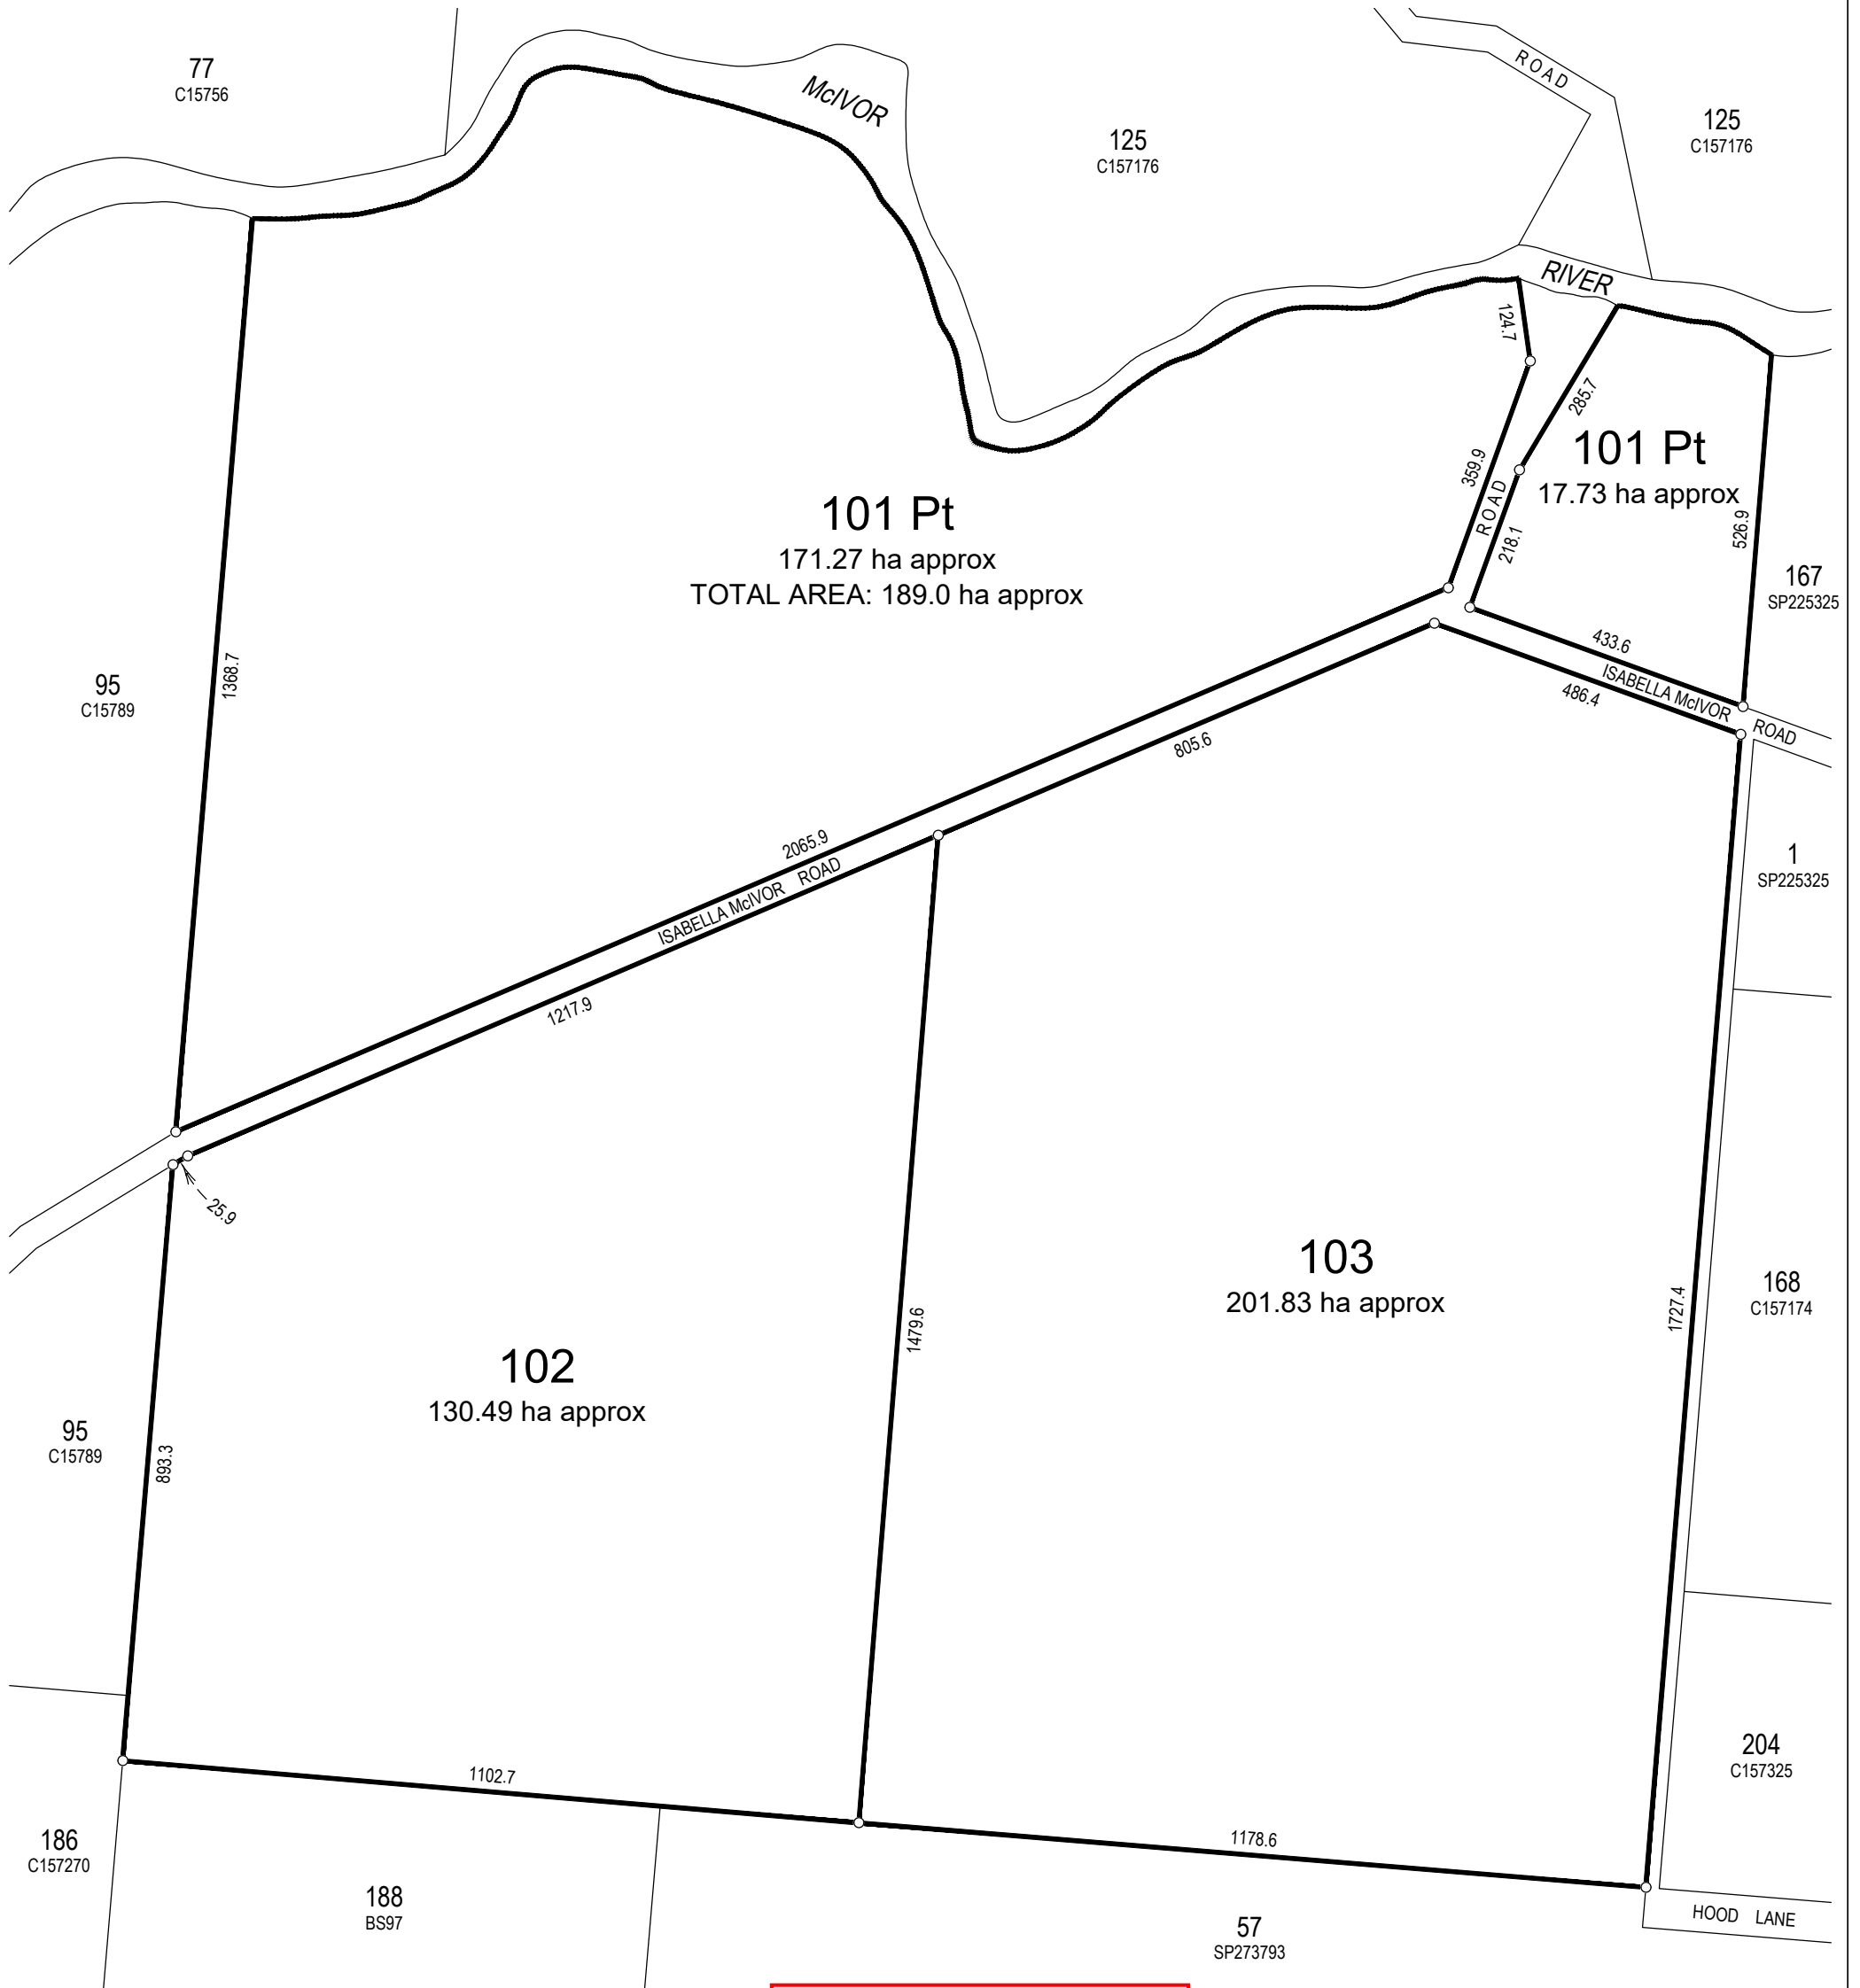 77
C15756
McIVOR
125
C157176
ROAD
125
C157176
RIVER
124.7
285.7
359.9
ROAD
218.1
101 Pt
17.73 ha approx
526.9
101 Pt
171.27 ha approx
TOTAL AREA: 189.0 ha approx
167
SP225325
95
C15789
1368.7
433.6
ISABELLA McIVOR ROAD
486.4
805.6
2065.9
ISABELLA McIVOR ROAD
1217.9
1
SP225325
25.9
103
201.83 ha approx
168
C157174
1727.4
1479.6
102
130.49 ha approx
95
C15789
893.3
204
C157325
1102.7
1178.6
186
C157270
188
BS97
57
SP273793
HOOD LANE